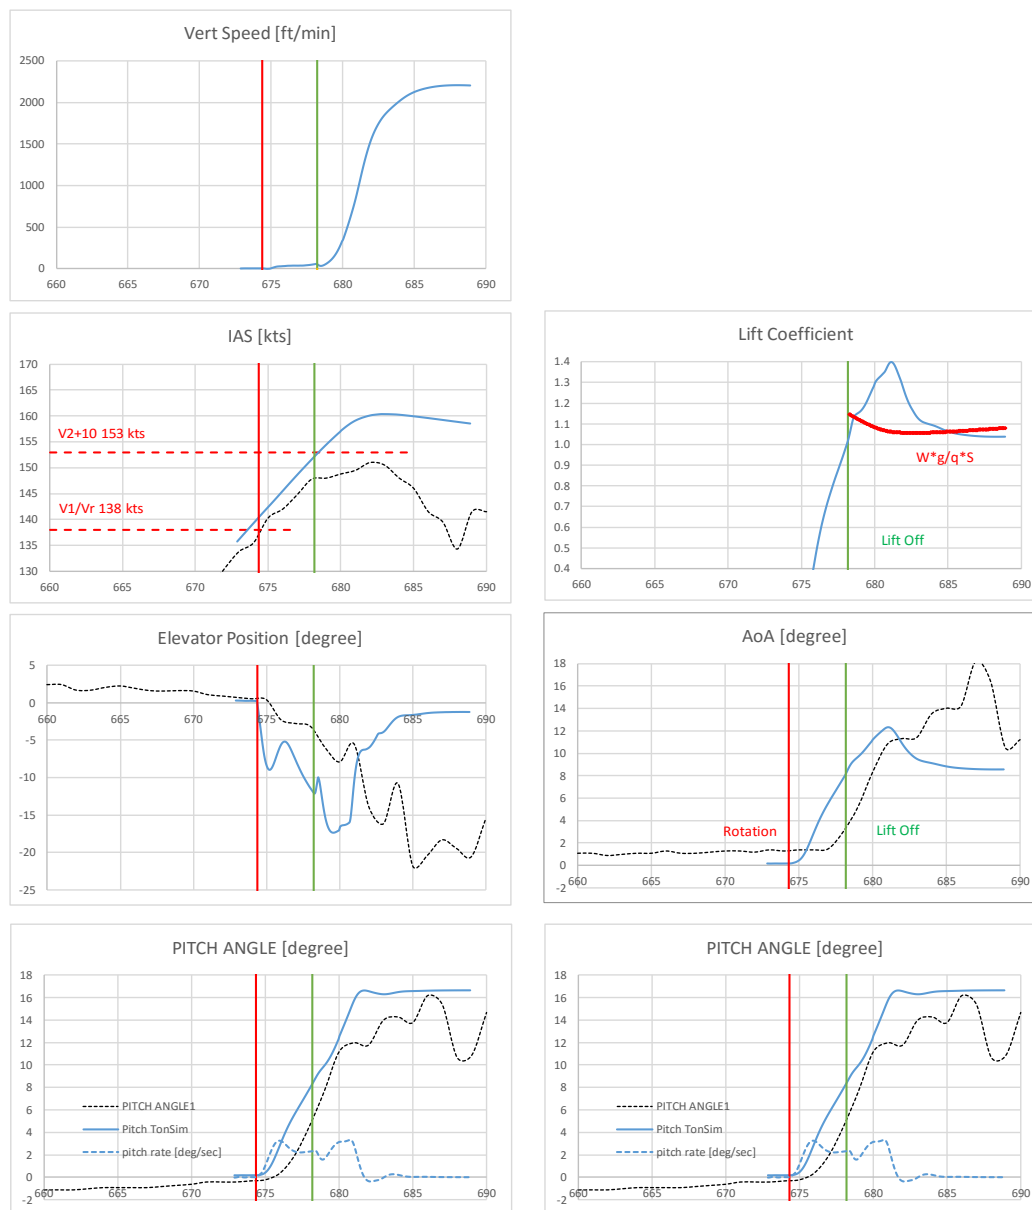 Vert Speed [ft/min]
2500
2000
1500
1000
500
0
660 665 670 675 680 685 690
IAS [kts]
170
165
160
155
V2+10 153 kts
150
145
V1/Vr 138 kts
140
135
130
660 665 670 675 680 685 690
Lift Coefficient
1.4
1.3
1.2
1.1
1.0
W*g/q*S
0.9
0.8
0.7
0.6
Lift Off
0.5
0.4
660 665 670 675 680 685 690
Elevator Position [degree]
5
0
660 665 670 675 680 685 690
-5
-10
-15
-20
-25
AoA [degree]
18
16
14
12
10
8
6
4
Rotation Lift Off
2
0
660 665 670 675 680 685 690
-2
PITCH ANGLE [degree]
18
16
14
12
10
8
6
PITCH ANGLE1
4
Pitch TonSim
2
pitch rate [deg/sec]
0
660 665 670 675 680 685 690
-2
PITCH ANGLE [degree]
18
16
14
12
10
8
6
PITCH ANGLE1
4
Pitch TonSim
2
pitch rate [deg/sec]
0
660 665 670 675 680 685 690
-2